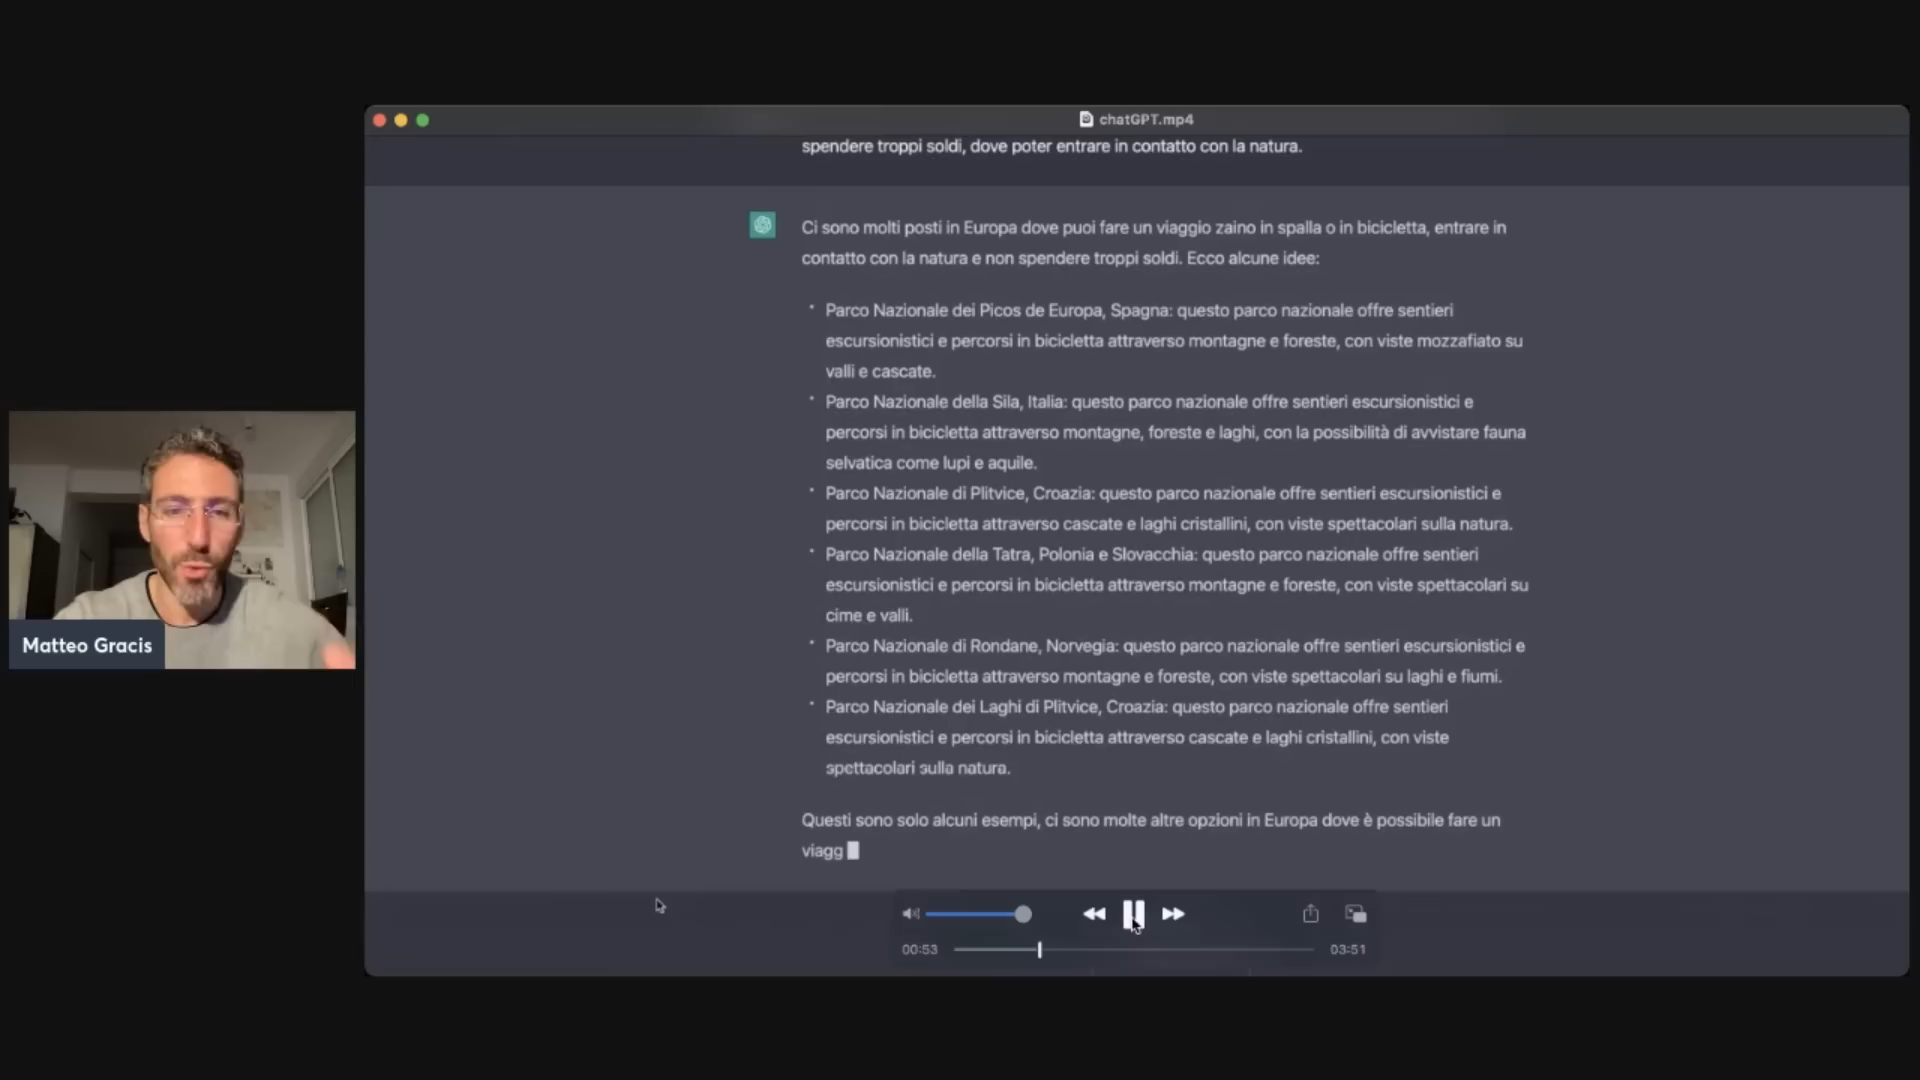 chatGPT.mp4
spendere troppi soldi, dove poter entrare in contatto con la natura.
Ci sono molti posti in Europa dove puoi fare un viaggio zaino in spalla o in bicicletta, entrare in
contatto con la natura e non spendere troppi soldi. Ecco alcune idee:
• Parco Nazionale dei Picos de Europa, Spagna: questo parco nazionale offre sentieri
escursionistici e percorsi in bicicletta attraverso montagne e foreste, con viste mozzafiato su
valli e cascate.
• Parco Nazionale della Sila, Italia: questo parco nazionale offre sentieri escursionistici e
percorsi in bicicletta attraverso montagne, foreste e laghi, con la possibilità di avvistare fauna
selvatica come lupi e aquile.
• Parco Nazionale di Plitvice, Croazia: questo parco nazionale offre sentieri escursionistici e
percorsi in bicicletta attraverso cascate e laghi cristallini, con viste spettacolari sulla natura.
• Parco Nazionale della Tatra, Polonia e Slovacchia: questo parco nazionale offre sentieri
escursionistici e percorsi in bicicletta attraverso montagne e foreste, con viste spettacolari su
cime e valli.
• Parco Nazionale di Rondane, Norvegia: questo parco nazionale offre sentieri escursionistici e
percorsi in bicicletta attraverso montagne e foreste, con viste spettacolari su laghi e fiumi.
• Parco Nazionale dei Laghi di Plitvice, Croazia: questo parco nazionale offre sentieri
escursionistici e percorsi in bicicletta attraverso cascate e laghi cristallini, con viste
spettacolari sulla natura.
Questi sono solo alcuni esempi, ci sono molte altre opzioni in Europa dove è possibile fare un
viagg
00:53
03:51
Matteo Gracis